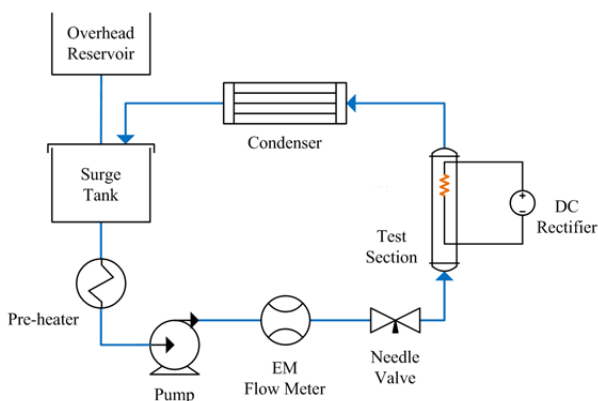 Overhead
Reservoir
Condenser
Surge
Tank
+
−
DC
Rectifier
Test
Section
Pre-heater
Pump
EM
Flow Meter
Needle
Valve